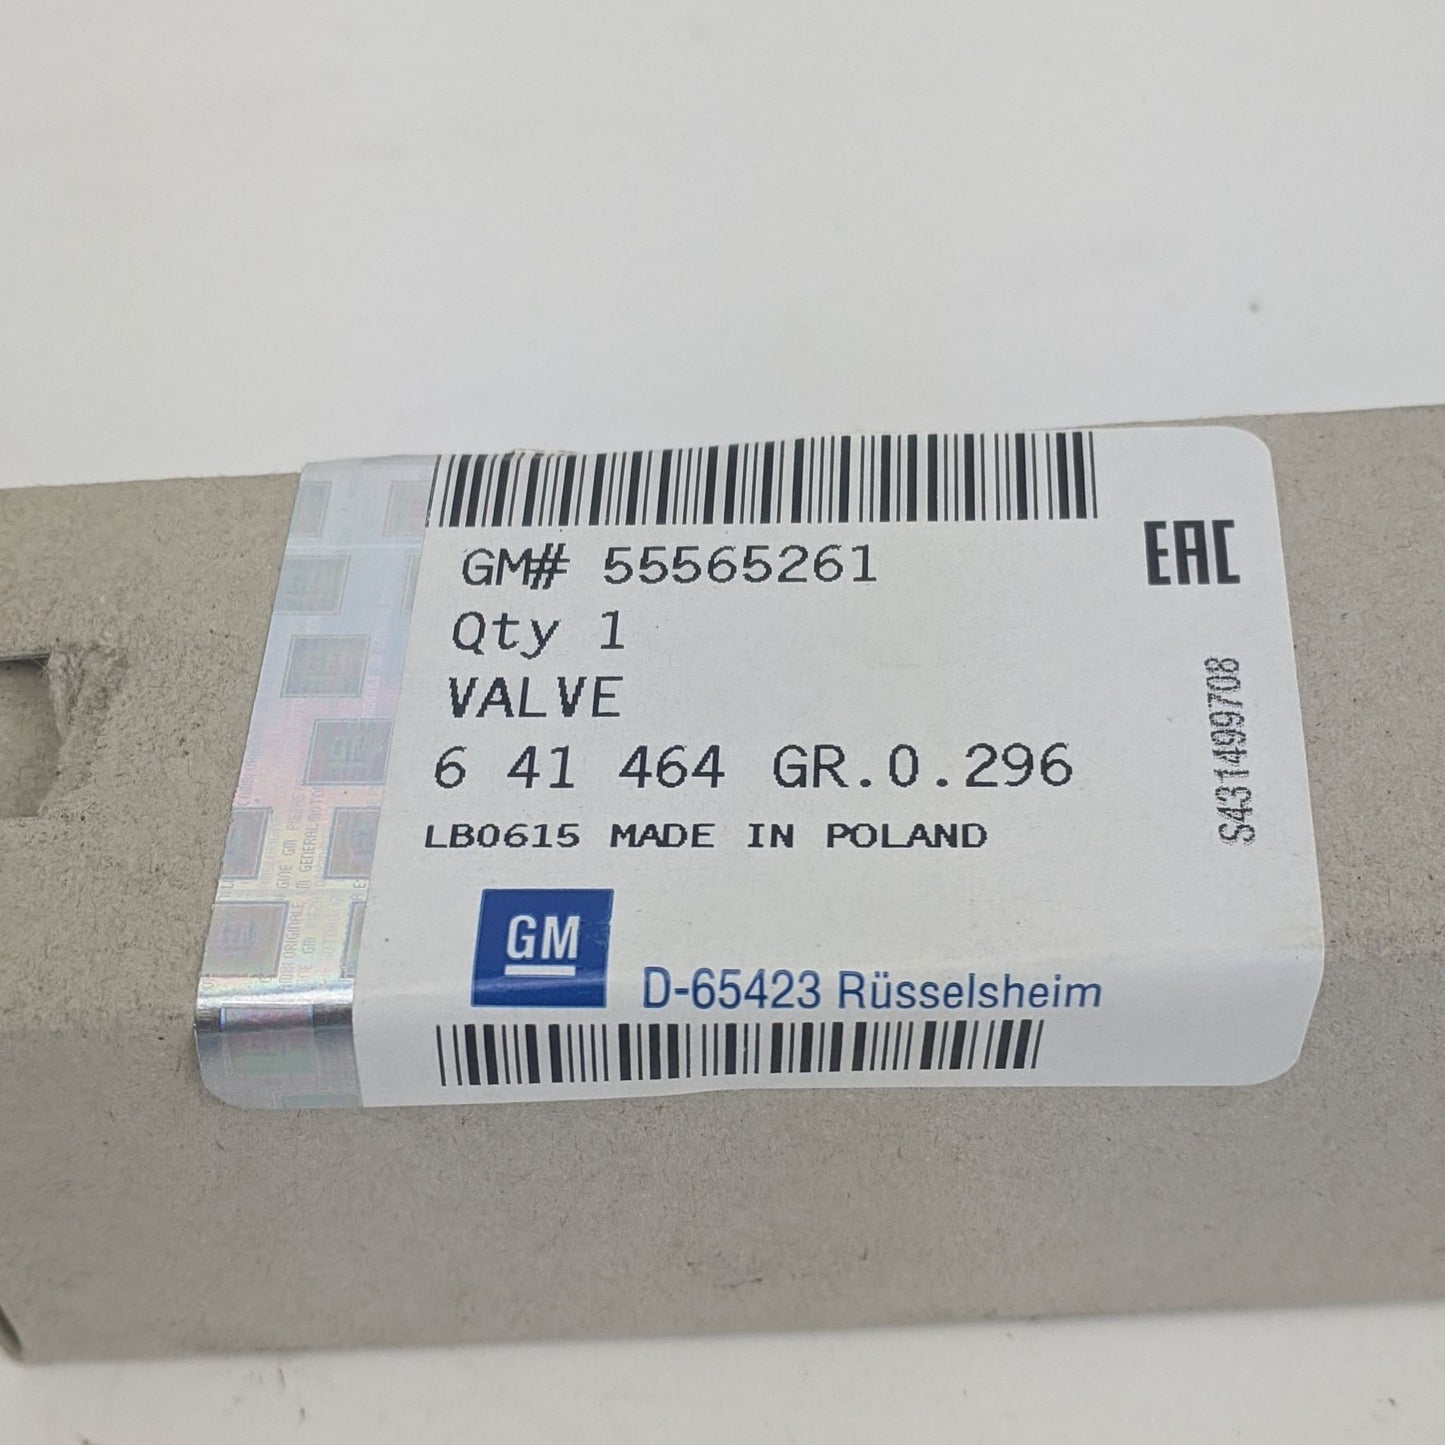 GM# 55565261
EAC
Qty 1
VALVE
6 41 464 GR.0.296
LB0615 MADE IN POLAND
S431499708
GM
D-65423 Rüsselsheim